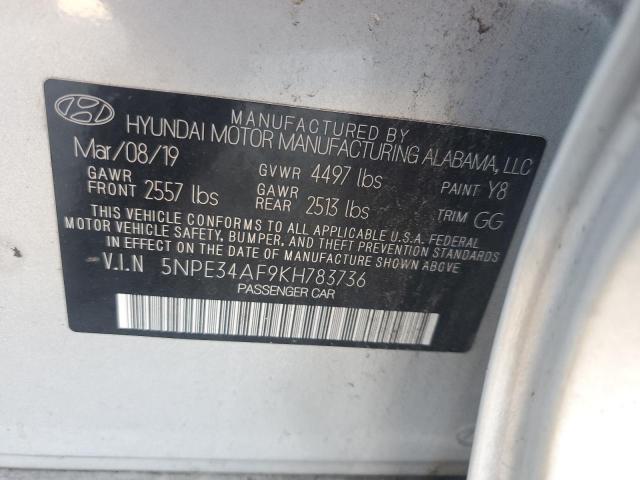 MANUFACTURED BY
HYUNDAI MOTOR MANUFACTURING ALABAMA, LLC
Mar/08/19 GVWR 4497 lbs PAINT Y8
GAWR FRONT 2557 lbs GAWR REAR 2513 lbs TRIM GG
THIS VEHICLE CONFORMS TO ALL APPLICABLE U.S.A. FEDERAL
MOTOR VEHICLE SAFETY, BUMPER, AND THEFT PREVENTION STANDARDS
IN EFFECT ON THE DATE OF MANUFACTURE SHOWN ABOVE.
V.I.N 5NPE34AF9KH783736
PASSENGER CAR